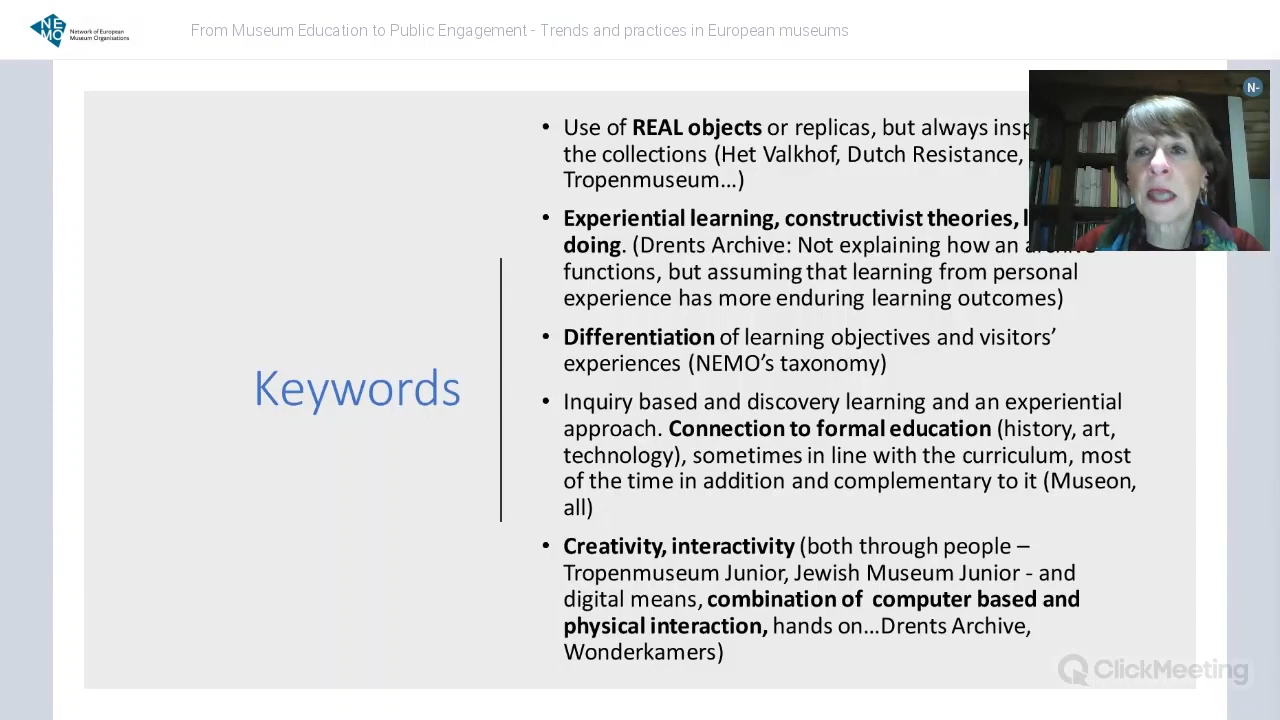 NE
MO
Network of European
Museum Organisations
From Museum Education to Public Engagement - Trends and practices in European museums
N-
Keywords
• Use of REAL objects or replicas, but always
the collections (Het Valkhof, Dutch Resistance,
Tropenmuseum…)
• Experiential learning, constructivist theories,
doing. (Drents Archive: Not explaining how an
functions, but assuming that learning from personal
experience has more enduring learning outcomes)
• Differentiation of learning objectives and visitors’
experiences (NEMO’s taxonomy)
• Inquiry based and discovery learning and an experiential
approach. Connection to formal education (history, art,
technology), sometimes in line with the curriculum, most
of the time in addition and complementary to it (Museon,
all)
• Creativity, interactivity (both through people –
Tropenmuseum Junior, Jewish Museum Junior - and
digital means, combination of computer based and
physical interaction, hands on…Drents Archive,
Wonderkamers)
ClickMeeting